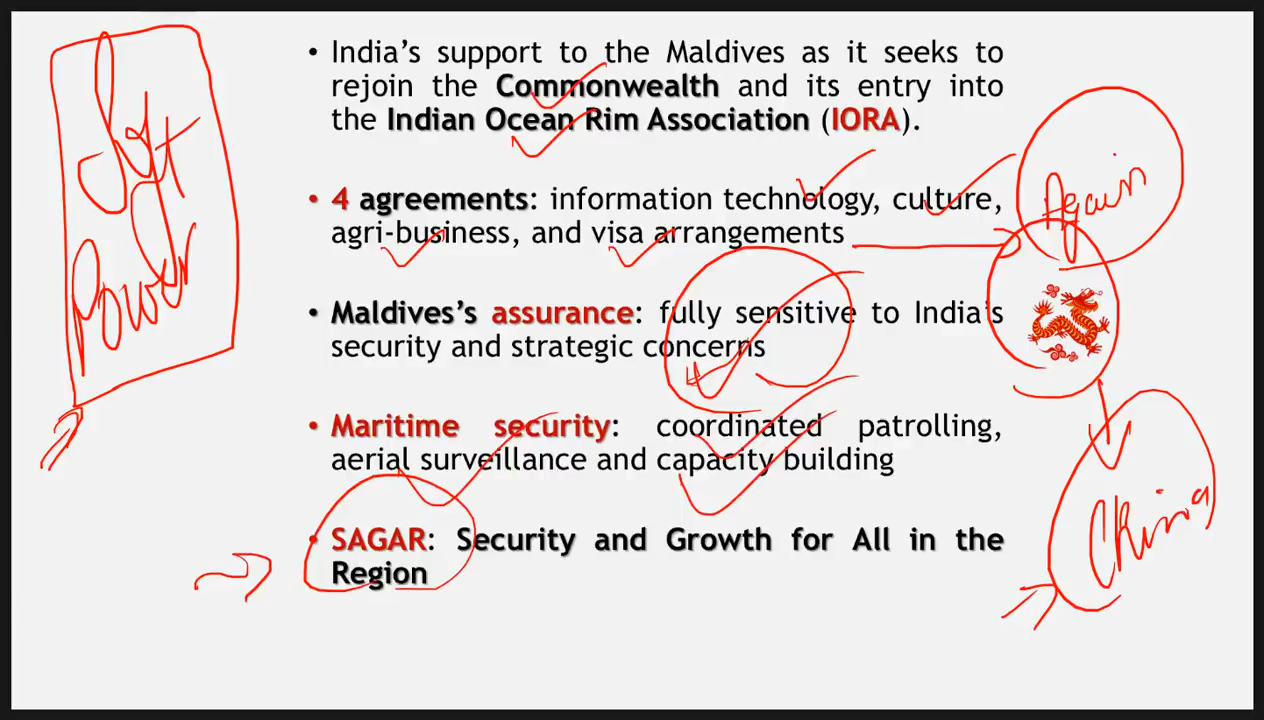 Soft
Power
• India’s support to the Maldives as it seeks to
rejoin the Commonwealth and its entry into
the Indian Ocean Rim Association (IORA).
• 4 agreements: information technology, culture,
agri-business, and visa arrangements
Again
• Maldives’s assurance: fully sensitive to India’s
security and strategic concerns
• Maritime security: coordinated patrolling,
aerial surveillance and capacity building
China
• SAGAR: Security and Growth for All in the
Region